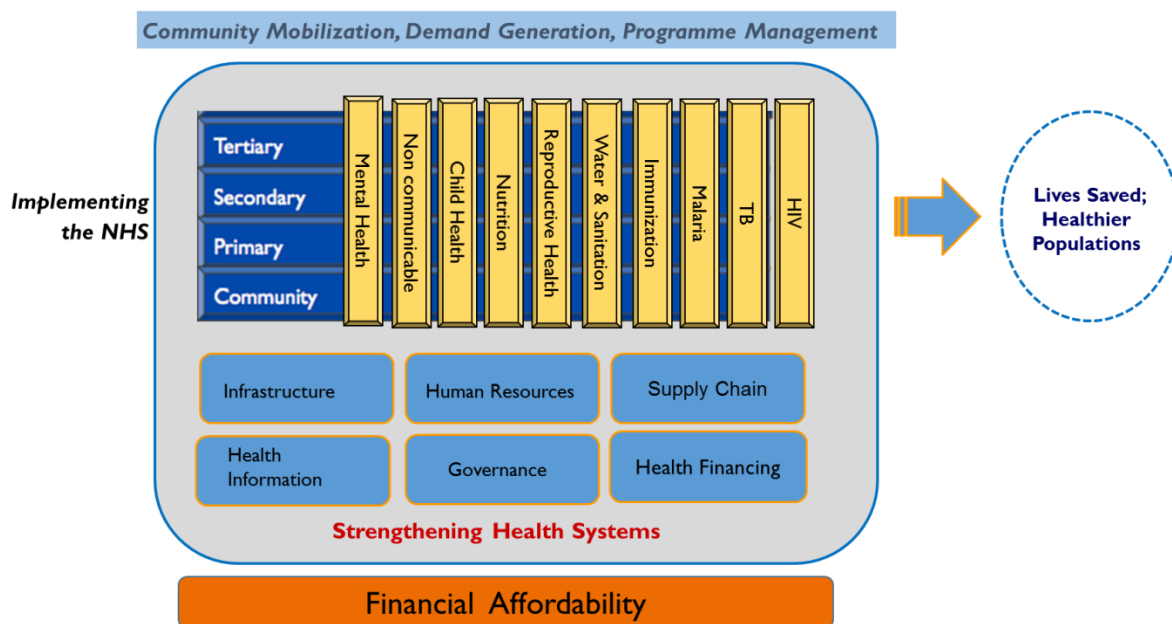 Community Mobilization, Demand Generation, Programme Management
Implementing
the NHS
Tertiary
Secondary
Primary
Community
Mental Health
Non communicable
Child Health
Nutrition
Reproductive Health
Water & Sanitation
Immunization
Malaria
TB
HIV
Lives Saved;
Healthier
Populations
Infrastructure
Human Resources
Supply Chain
Health
Information
Governance
Health Financing
Strengthening Health Systems
Financial Affordability